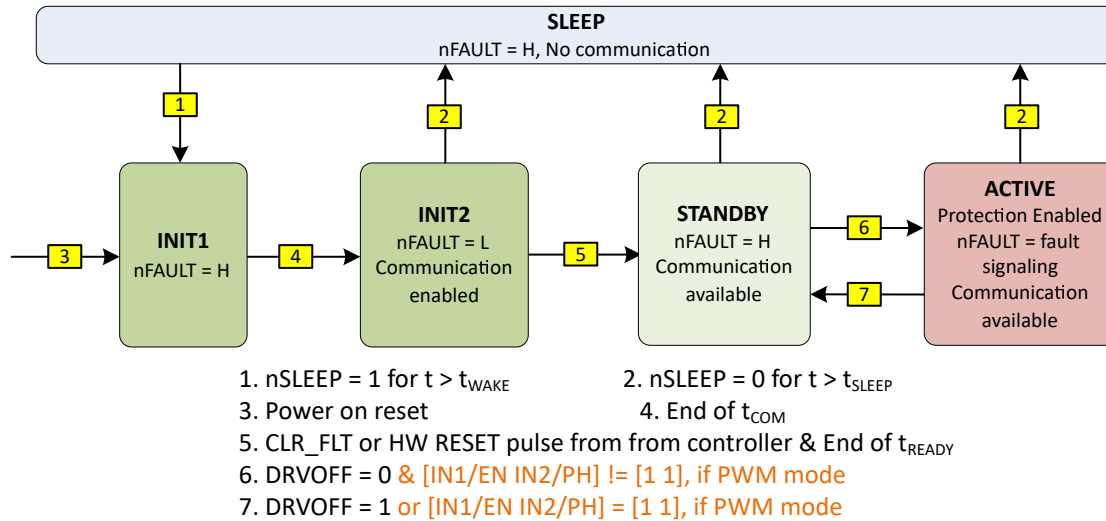 SLEEP
nFAULT = H, No communication
1
2
2
2
INIT1
nFAULT = H
INIT2
nFAULT = L
Communication
enabled
STANDBY
nFAULT = H
Communication
available
ACTIVE
Protection Enabled
nFAULT = fault
signaling
Communication
available
3
4
5
6
7
1. nSLEEP = 1 for t > tWAKE
2. nSLEEP = 0 for t > tSLEEP
3. Power on reset
4. End of tCOM
5. CLR_FLT or HW RESET pulse from from controller & End of tREADY
6. DRVOFF = 0 & [IN1/EN IN2/PH] != [1 1], if PWM mode
7. DRVOFF = 1 or [IN1/EN IN2/PH] = [1 1], if PWM mode